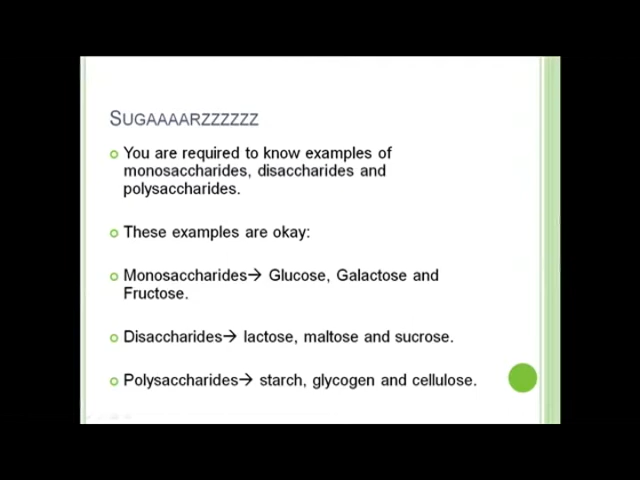 SUGAAAARZZZZZZ
You are required to know examples of
monosaccharides, disaccharides and
polysaccharides.
These examples are okay:
Monosaccharides→ Glucose, Galactose and
Fructose.
Disaccharides→ lactose, maltose and sucrose.
Polysaccharides→ starch, glycogen and cellulose.